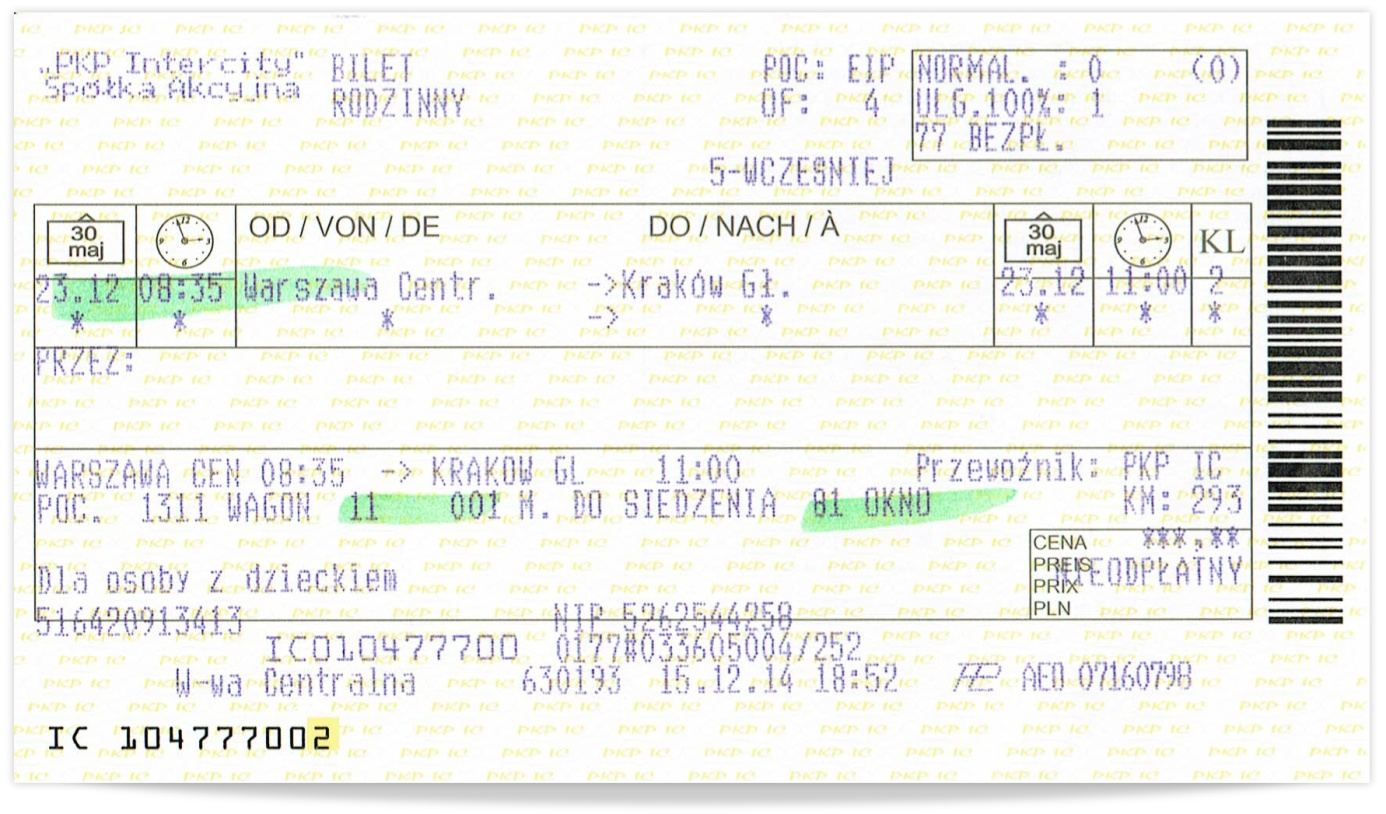 „PKP Intercity" BILET POC: EIP NORMAL. : 0 (0)
Spółka Akcyjna RODZINNY OF: 4 ULG.100%: 1
77 BEZPŁ.
5-WCZESNIEJ
30 maj OD / VON / DE DO / NACH / À 30 maj KL
23.12 08:35 Warszawa Centr. ->Kraków Gł. 23.12 11:00 2
* * * -> * * * *
PRZEZ:
WARSZAWA CEN 08:35 -> KRAKOW GL 11:00 Przewoźnik: PKP IC
POC. 1311 WAGON 11 001 M. DO SIEDZENIA 81 OKNO KM: 293
CENA ***,**
PREIS NIEODPŁATNY
Dla osoby z dzieckiem PRIX
516420913413 NIP 5262544258 PLN
IC010477700 0177#033605004/252
W-wa Centralna 630193 15.12.14 18:52 AED 07160798
IC 104777002